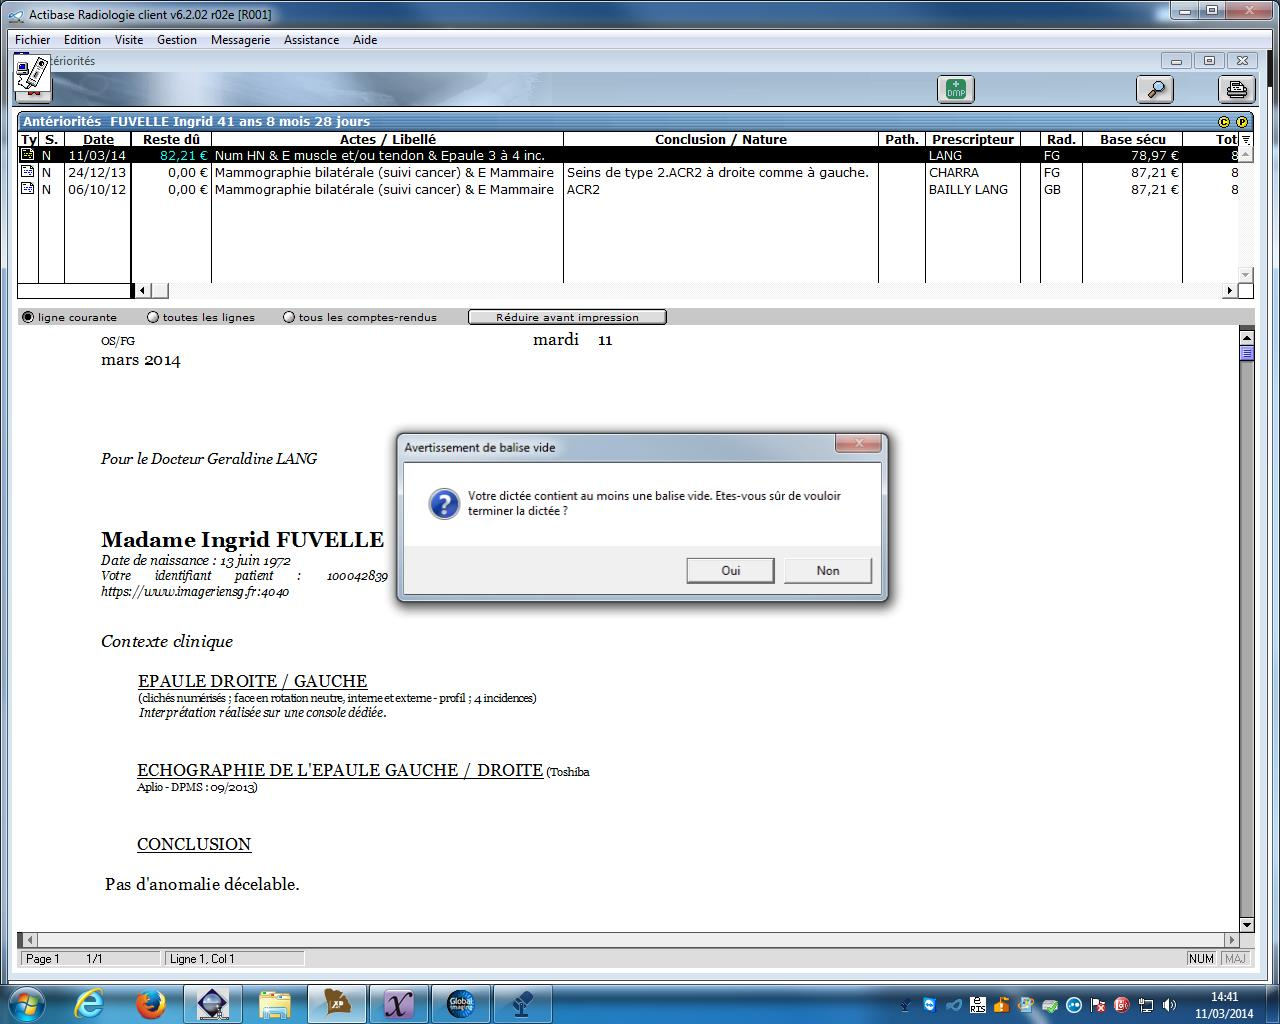 Actibase Radiologie client v6.2.02 r02e [R001]
Fichier Edition Visite Gestion Messagerie Assistance Aide
tériorités
DMP
Antériorités FUVELLE Ingrid 41 ans 8 mois 28 jours
Ty S. Date Reste dû Actes / Libellé Conclusion / Nature Path. Prescripteur Rad. Base sécu Tot
N 11/03/14 82,21 € Num HN & E muscle et/ou tendon & Epaule 3 à 4 inc. LANG FG 78,97 € 8
N 24/12/13 0,00 € Mammographie bilatérale (suivi cancer) & E Mammaire Seins de type 2.ACR2 à droite comme à gauche. CHARRA FG 87,21 € 8
N 06/10/12 0,00 € Mammographie bilatérale (suivi cancer) & E Mammaire ACR2 BAILLY LANG GB 87,21 € 8
ligne courante toutes les lignes tous les comptes-rendus Réduire avant impression
OS/FG mardi 11
mars 2014
Pour le Docteur Geraldine LANG
Avertissement de balise vide
Votre dictée contient au moins une balise vide. Etes-vous sûr de vouloir
terminer la dictée ?
Oui Non
Madame Ingrid FUVELLE
Date de naissance : 13 juin 1972
Votre identifiant patient : 100042839
https://www.imageriensg.fr:4040
Contexte clinique
EPAULE DROITE / GAUCHE
(clichés numérisés ; face en rotation neutre, interne et externe - profil ; 4 incidences)
Interprétation réalisée sur une console dédiée.
ECHOGRAPHIE DE L'EPAULE GAUCHE / DROITE (Toshiba
Aplio - DPMS : 09/2013)
CONCLUSION
Pas d'anomalie décelable.
Page 1 1/1 Ligne 1, Col 1 NUM MAJ
XP X Global imaging
14:41
11/03/2014